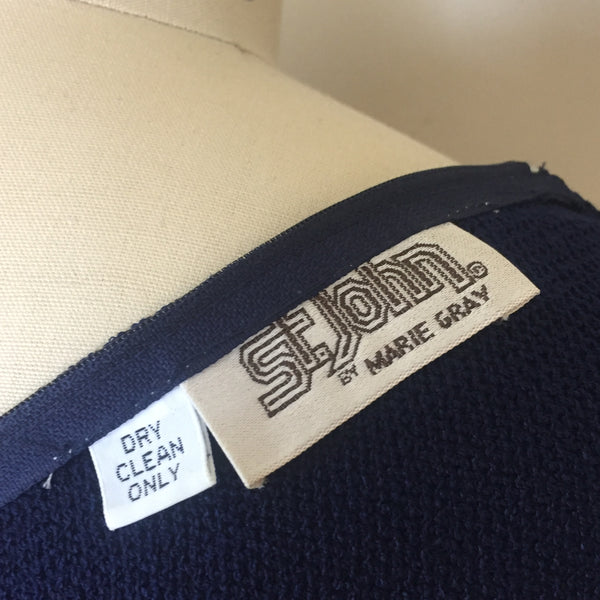 St. John. ©
BY MARIE GRAY
DRY
CLEAN
ONLY